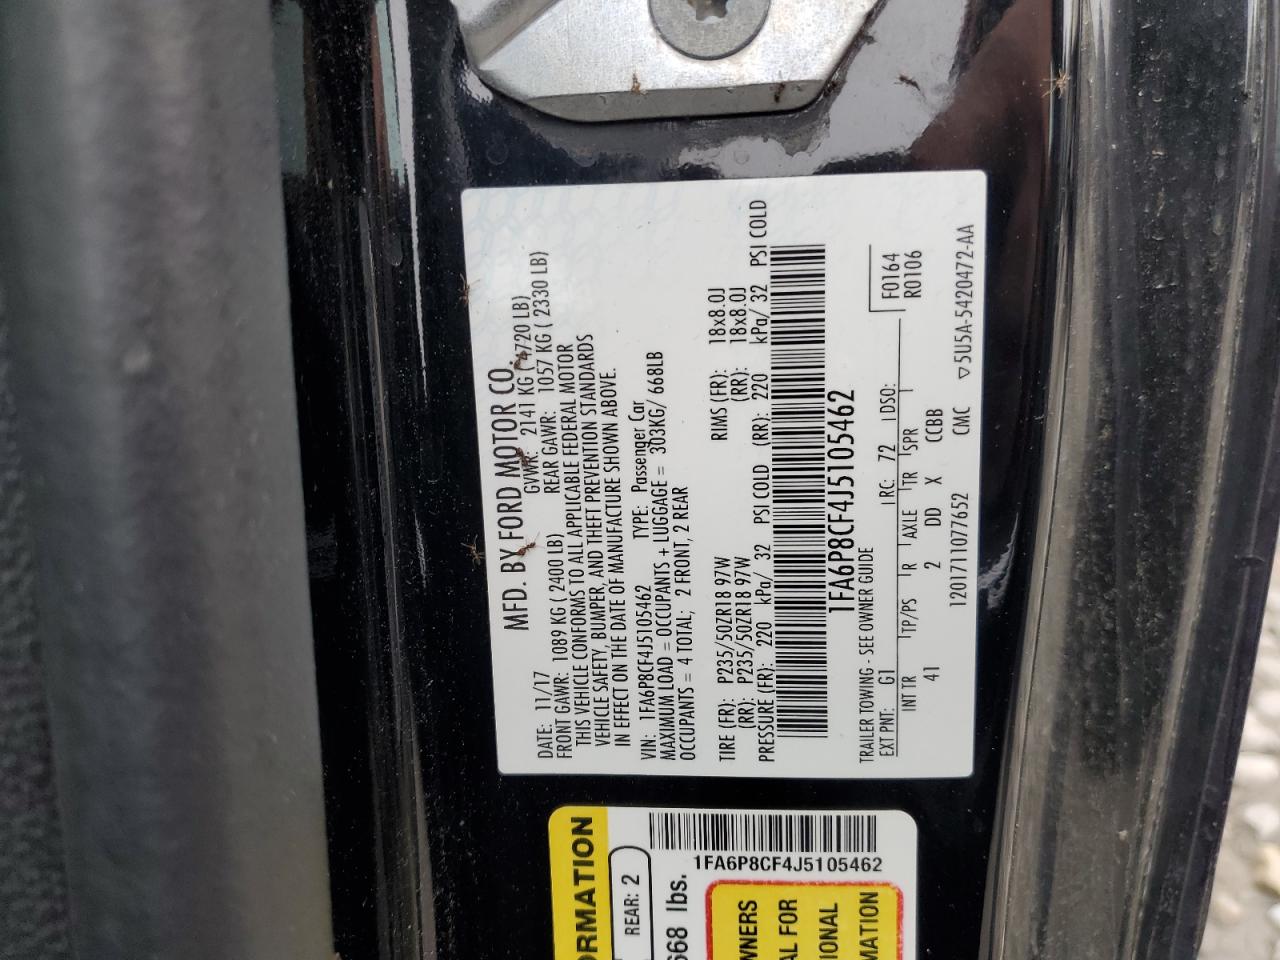 MFD. BY FORD MOTOR CO.
DATE: 11/17 GVWR: 2141 KG ( 4720 LB)
FRONT GAWR: 1089 KG ( 2400 LB) REAR GAWR: 1057 KG ( 2330 LB)
THIS VEHICLE CONFORMS TO ALL APPLICABLE FEDERAL MOTOR
VEHICLE SAFETY, BUMPER, AND THEFT PREVENTION STANDARDS
IN EFFECT ON THE DATE OF MANUFACTURE SHOWN ABOVE.
VIN: 1FA6P8CF4J5105462 TYPE: Passenger Car
MAXIMUM LOAD = OCCUPANTS + LUGGAGE = 303KG/ 668LB
OCCUPANTS = 4 TOTAL; 2 FRONT, 2 REAR
TIRE (FR): P235/50ZR18 97W RIMS (FR): 18x8.0J
(RR): P235/50ZR18 97W (RR): 18x8.0J
PRESSURE (FR): 220 kPa/ 32 PSI COLD (RR): 220 kPa/ 32 PSI COLD
1FA6P8CF4J5105462
TRAILER TOWING - SEE OWNER GUIDE
F0164
R0106
EXT PNT: G1 RC: 72 DSO:
INT TR TP/PS R AXLE TR SPR
41 2 DD X CCBB
1201711077652 CMC ▽5U5A-5420472-AA
ORMATION
REAR: 2
668 lbs.
1FA6P8CF4J5105462
WNERS
AL FOR
IONAL
MATION